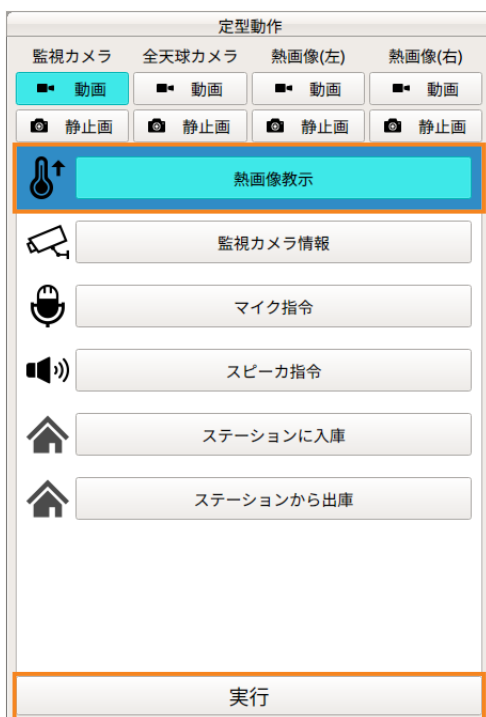 定型動作
監視カメラ 全天球カメラ 熱画像(左) 熱画像(右)
動画 動画 動画 動画
静止画 静止画 静止画 静止画
熱画像教示
監視カメラ情報
マイク指令
スピーカ指令
ステーションに入庫
ステーションから出庫
実行